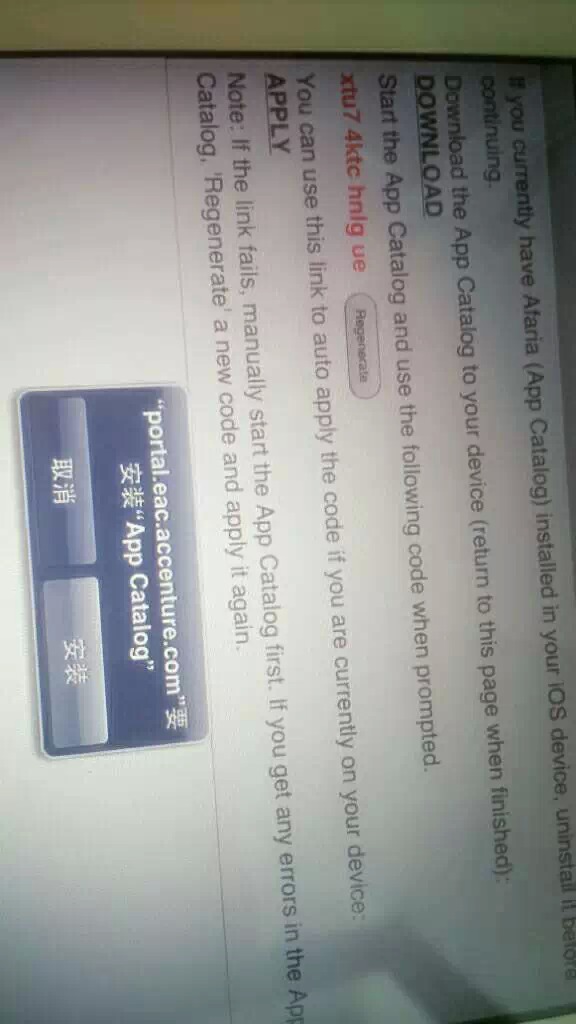 If you currently have Afaria (App Catalog) installed in your iOS device, uninstall it before
continuing.
Download the App Catalog to your device (return to this page when finished):
DOWNLOAD
Start the App Catalog and use the following code when prompted.
xtu7 4ktc hnlg ue Regenerate
You can use this link to auto apply the code if you are currently on your device:
APPLY
Note: If the link fails, manually start the App Catalog first. If you get any errors in the App
Catalog, 'Regenerate' a new code and apply it again.
“portal.eac.accenture.com”要
安装“App Catalog”
取消 安装